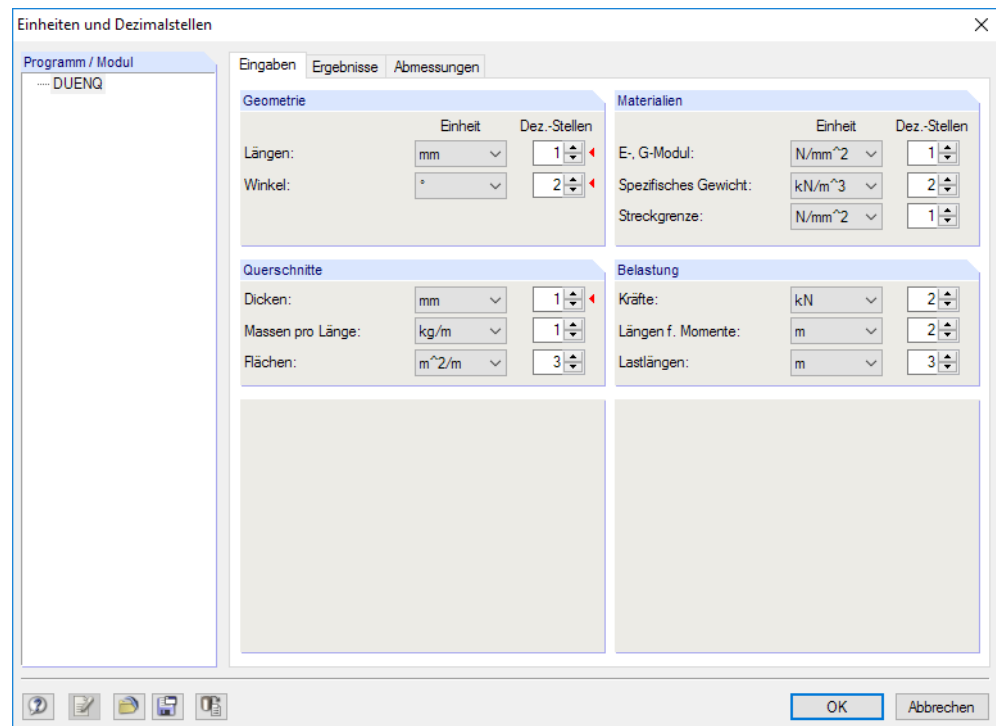 Einheiten und Dezimalstellen
Programm / Modul
DUENQ
Eingaben Ergebnisse Abmessungen
Geometrie
Einheit Dez.-Stellen
Längen: mm 1
Winkel: ° 2
Materialien
Einheit Dez.-Stellen
E-, G-Modul: N/mm^2 1
Spezifisches Gewicht: kN/m^3 2
Streckgrenze: N/mm^2 1
Querschnitte
Dicken: mm 1
Massen pro Länge: kg/m 1
Flächen: m^2/m 3
Belastung
Kräfte: kN 2
Längen f. Momente: m 2
Lastlängen: m 3
OK Abbrechen